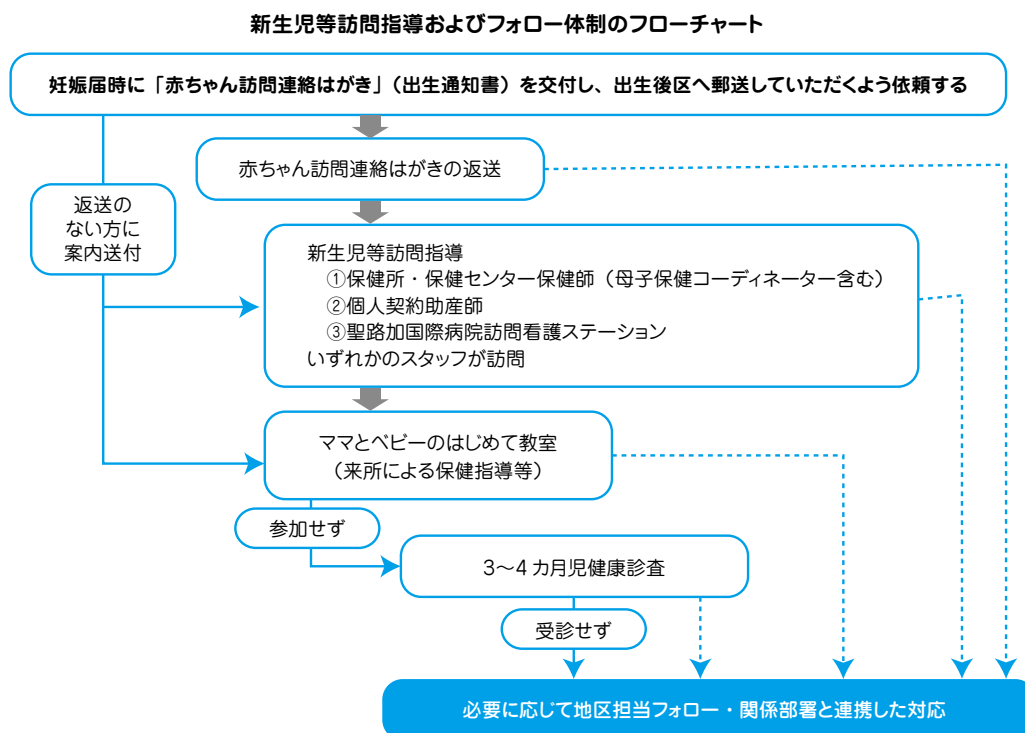 新生児等訪問指導およびフォロー体制のフローチャート
妊娠届時に「赤ちゃん訪問連絡はがき」（出生通知書）を交付し、出生後区へ郵送していただくよう依頼する
赤ちゃん訪問連絡はがきの返送
返送の
ない方に
案内送付
新生児等訪問指導
①保健所・保健センター保健師（母子保健コーディネーター含む）
②個人契約助産師
③聖路加国際病院訪問看護ステーション
いずれかのスタッフが訪問
ママとベビーのはじめて教室
（来所による保健指導等）
参加せず
3～4カ月児健康診査
受診せず
必要に応じて地区担当フォロー・関係部署と連携した対応